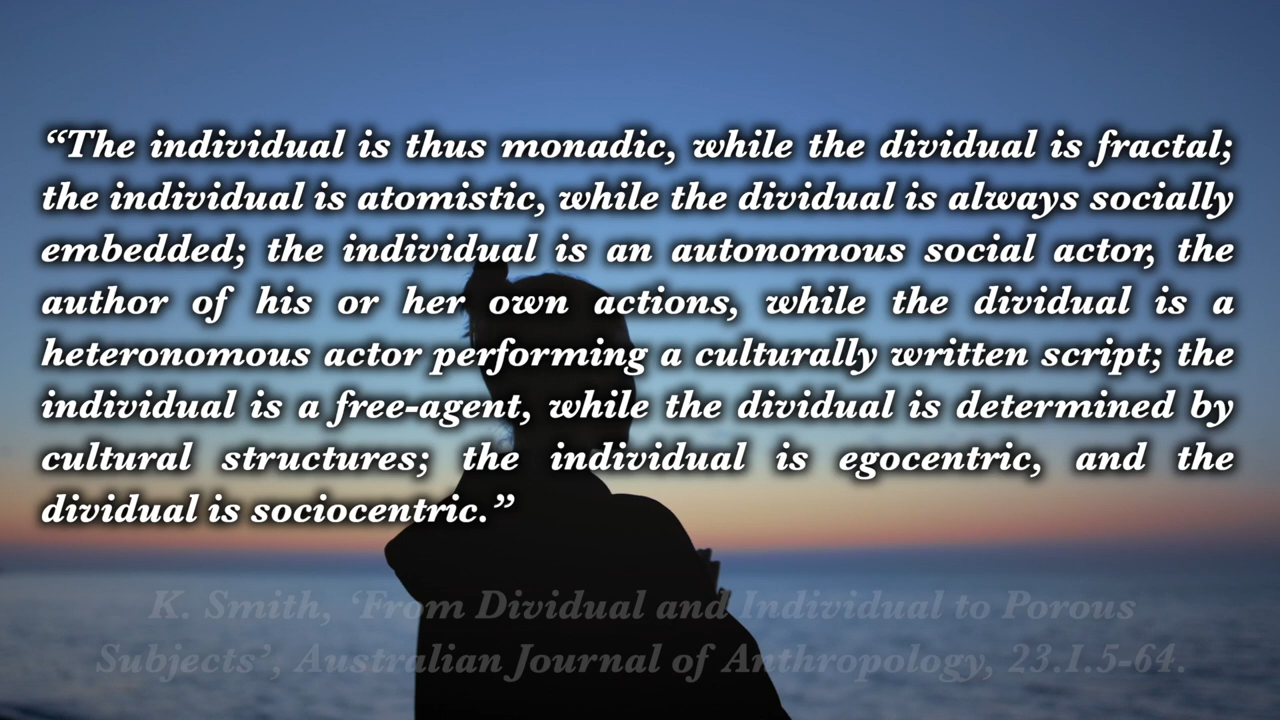 “The individual is thus monadic, while the dividual is fractal;
the individual is atomistic, while the dividual is always socially
embedded; the individual is an autonomous social actor, the
author of his or her own actions, while the dividual is a
heteronomous actor performing a culturally written script; the
individual is a free-agent, while the dividual is determined by
cultural structures; the individual is egocentric, and the
dividual is sociocentric.”
K. Smith, ‘From Dividual and Individual to Porous
Subjects’, Australian Journal of Anthropology, 23.1.5-64.